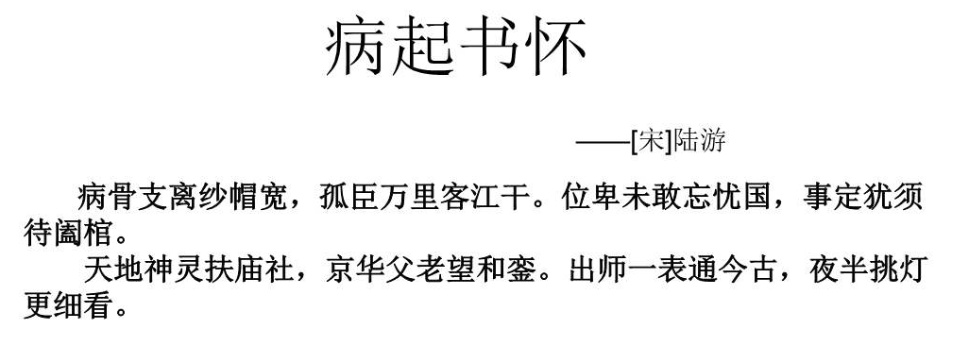 病起书怀
——[宋]陆游
病骨支离纱帽宽，孤臣万里客江干。位卑未敢忘忧国，事定犹须
待阖棺。
天地神灵扶庙社，京华父老望和銮。出师一表通今古，夜半挑灯
更细看。